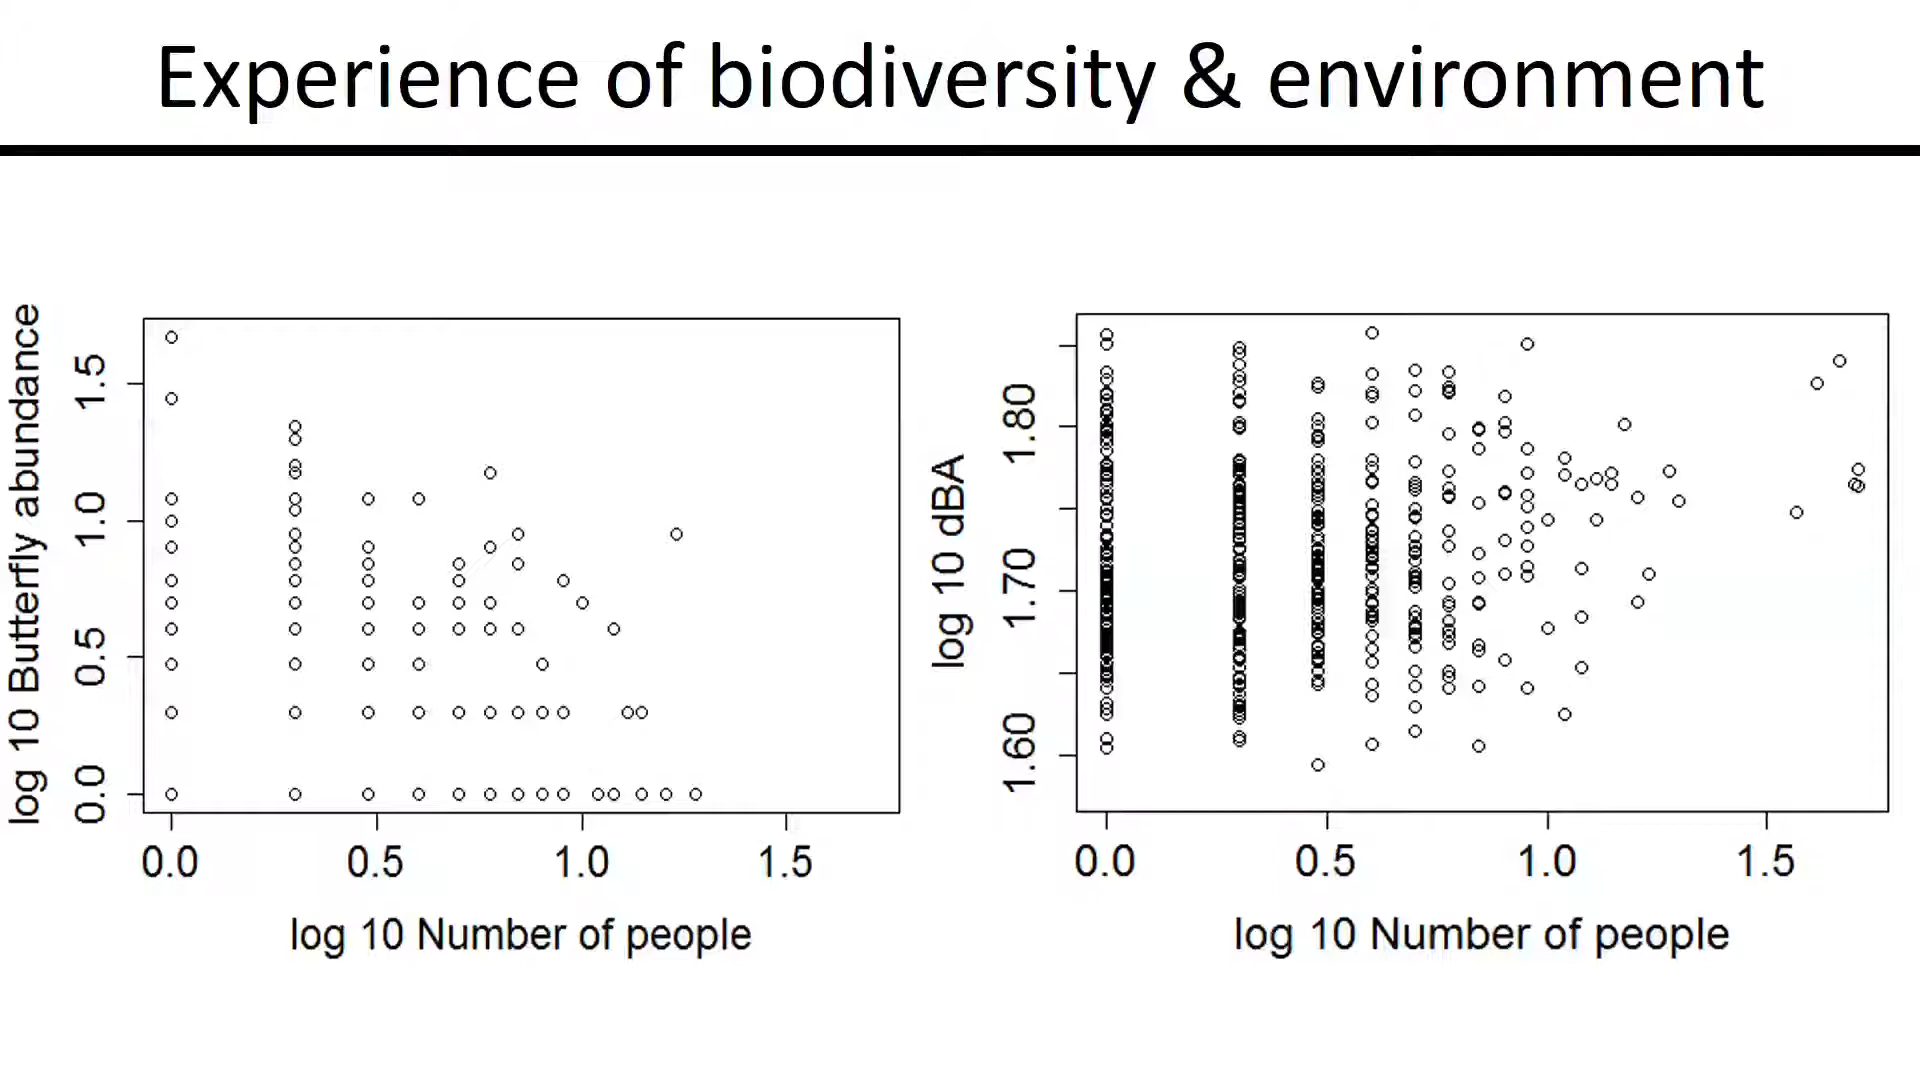 Experience of biodiversity & environment
log 10 Butterfly abundance
1.5
1.0
0.5
0.0
0.0 0.5 1.0 1.5
log 10 Number of people
log 10 dBA
1.80
1.70
1.60
0.0 0.5 1.0 1.5
log 10 Number of people